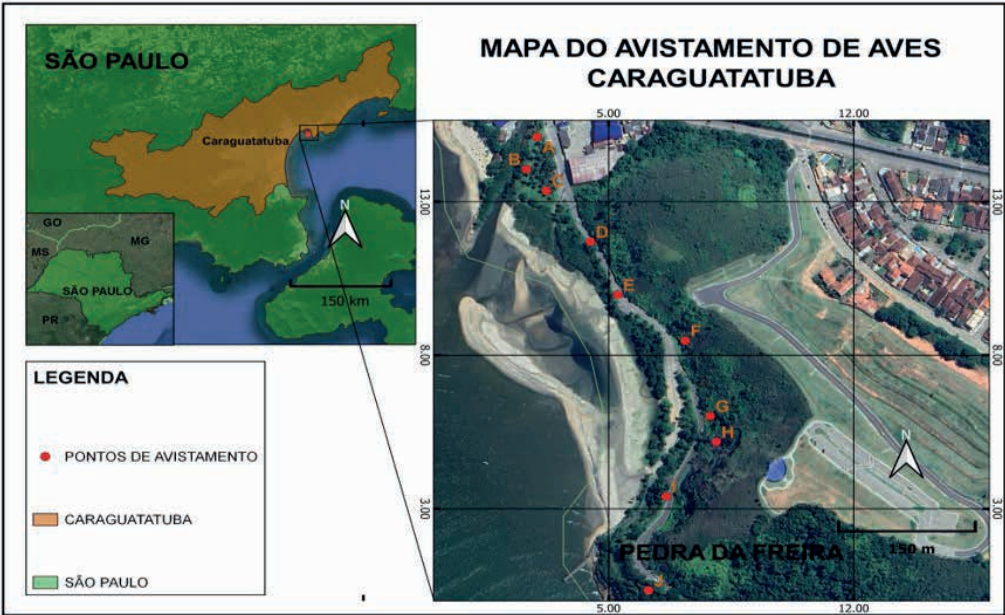 SÃO PAULO
Caraguatatuba
N
150 km
GO
MS
MG
SÃO PAULO
PR
LEGENDA
PONTOS DE AVISTAMENTO
CARAGUATATUBA
SÃO PAULO
MAPA DO AVISTAMENTO DE AVES
CARAGUATATUBA
5.00
12.00
13.00
13.00
8.00
8.00
3.00
3.00
A
B
C
D
E
F
G
H
I
J
N
150 m
PEDRA DA FREIRA
5.00
12.00